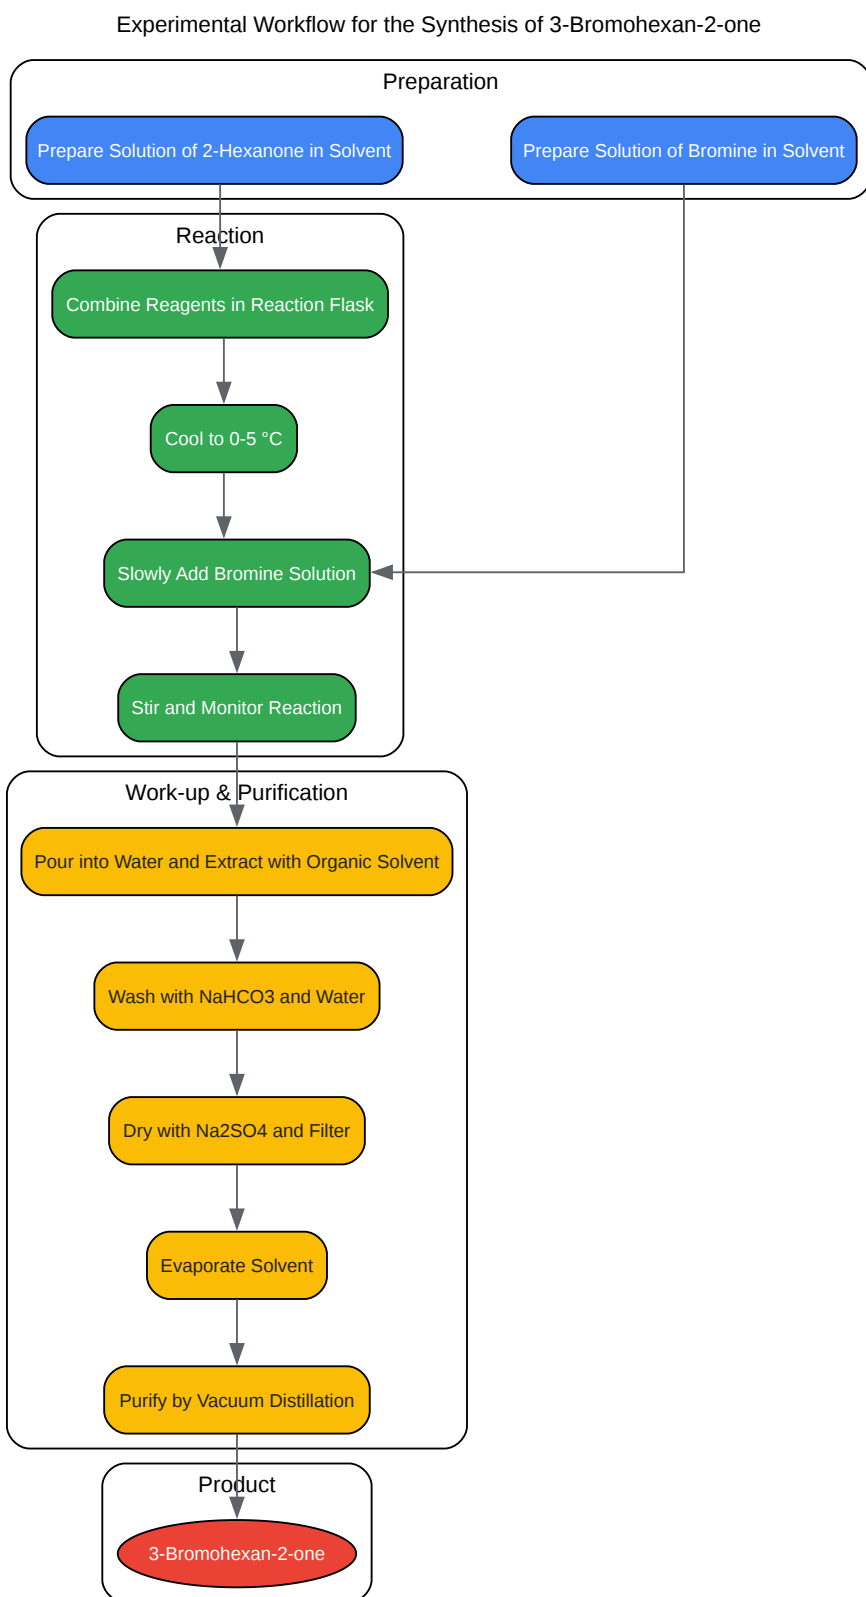 Experimental Workflow for the Synthesis of 3-Bromohexan-2-one
Preparation
Prepare Solution of 2-Hexanone in Solvent
Prepare Solution of Bromine in Solvent
Reaction
Combine Reagents in Reaction Flask
Cool to 0-5 °C
Slowly Add Bromine Solution
Stir and Monitor Reaction
Work-up & Purification
Pour into Water and Extract with Organic Solvent
Wash with NaHCO3 and Water
Dry with Na2SO4 and Filter
Evaporate Solvent
Purify by Vacuum Distillation
Product
3-Bromohexan-2-one